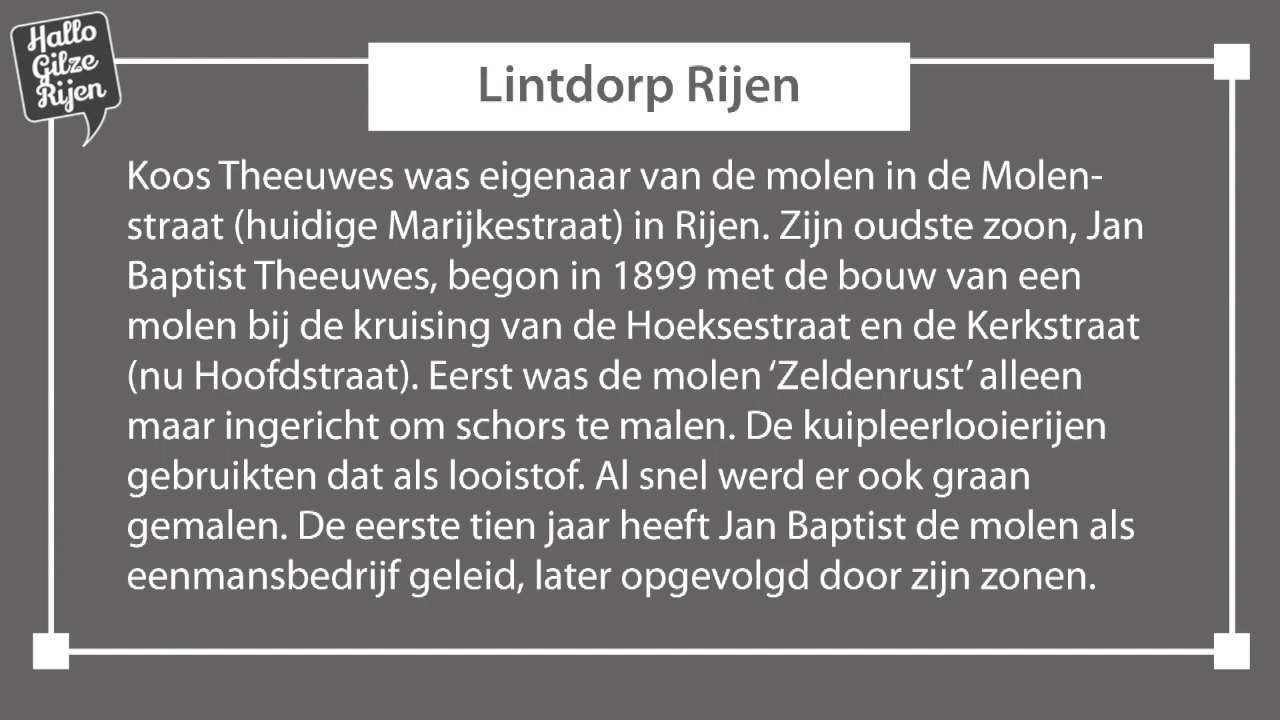 Hallo
Gilze
Rijen
Lintdorp Rijen
Koos Theeuwes was eigenaar van de molen in de Molen-
straat (huidige Marijkestraat) in Rijen. Zijn oudste zoon, Jan
Baptist Theeuwes, begon in 1899 met de bouw van een
molen bij de kruising van de Hoeksestraat en de Kerkstraat
(nu Hoofdstraat). Eerst was de molen ‘Zeldenrust’ alleen
maar ingericht om schors te malen. De kuipleerlooierijen
gebruikten dat als looistof. Al snel werd er ook graan
gemalen. De eerste tien jaar heeft Jan Baptist de molen als
eenmansbedrijf geleid, later opgevolgd door zijn zonen.